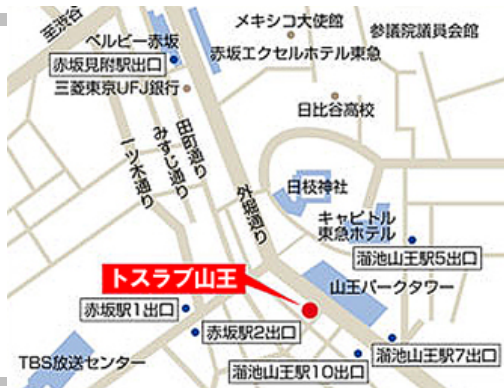 至渋谷
メキシコ大使館
参議院議員会館
ベルビー赤坂
赤坂エクセルホテル東急
赤坂見附駅出口
三菱東京UFJ銀行
日比谷高校
田町通り
みすじ通り
一ツ木通り
外堀通り
日枝神社
キャピトル
東急ホテル
溜池山王駅5出口
トスラブ山王
山王パークタワー
赤坂駅1出口
赤坂駅2出口
溜池山王駅7出口
TBS放送センター
溜池山王駅10出口